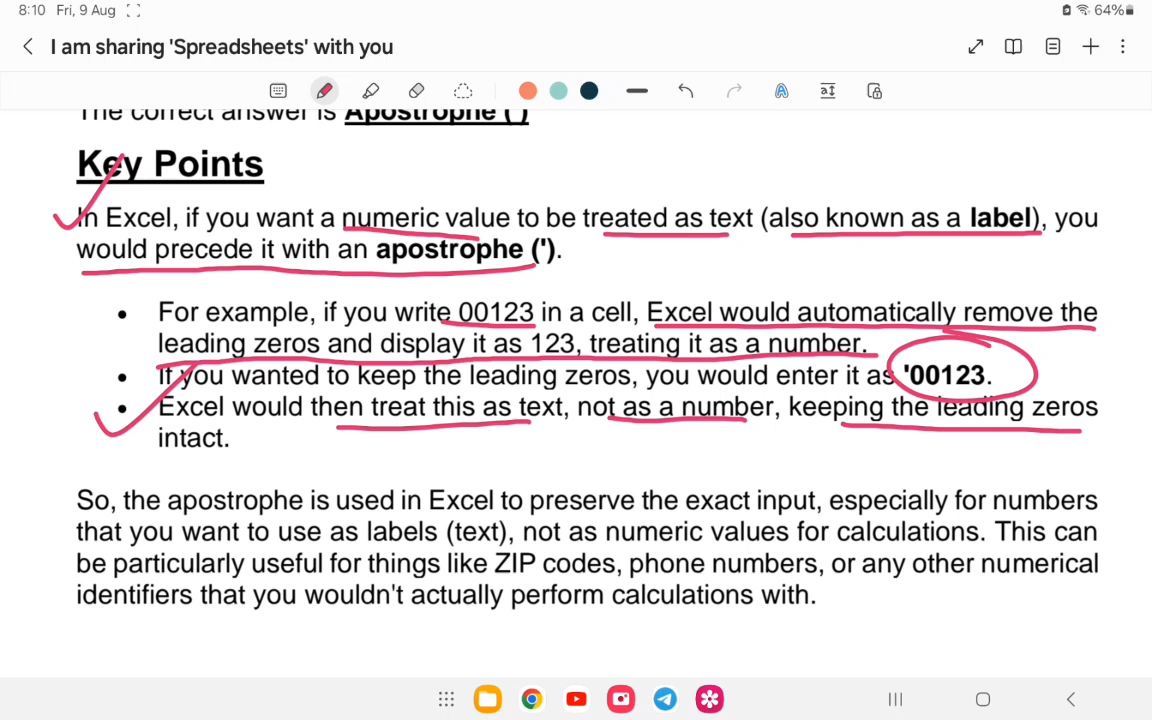 8:10 Fri, 9 Aug 64%
I am sharing 'Spreadsheets' with you
The correct answer is Apostrophe (')
Key Points
In Excel, if you want a numeric value to be treated as text (also known as a label), you
would precede it with an apostrophe (').
• For example, if you write 00123 in a cell, Excel would automatically remove the
leading zeros and display it as 123, treating it as a number.
• If you wanted to keep the leading zeros, you would enter it as '00123.
• Excel would then treat this as text, not as a number, keeping the leading zeros
intact.
So, the apostrophe is used in Excel to preserve the exact input, especially for numbers
that you want to use as labels (text), not as numeric values for calculations. This can
be particularly useful for things like ZIP codes, phone numbers, or any other numerical
identifiers that you wouldn't actually perform calculations with.